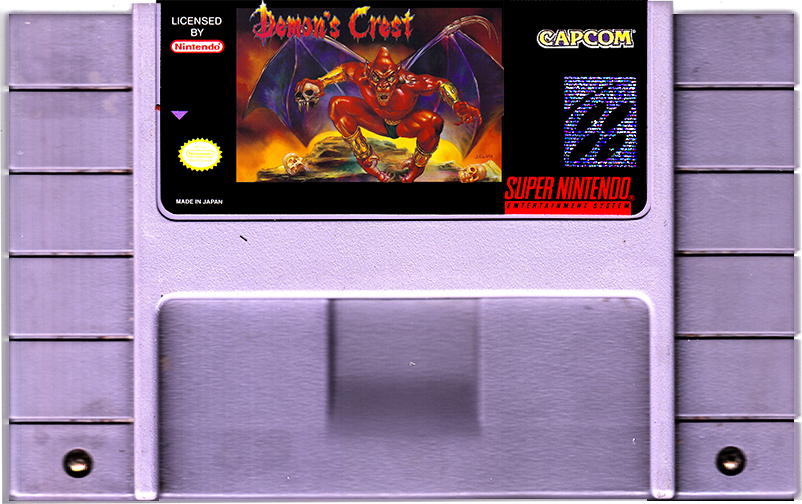 LICENSED
BY
Nintendo
Demon's Crest
CAPCOM
MADE IN JAPAN
SUPER NINTENDO
ENTERTAINMENT SYSTEM